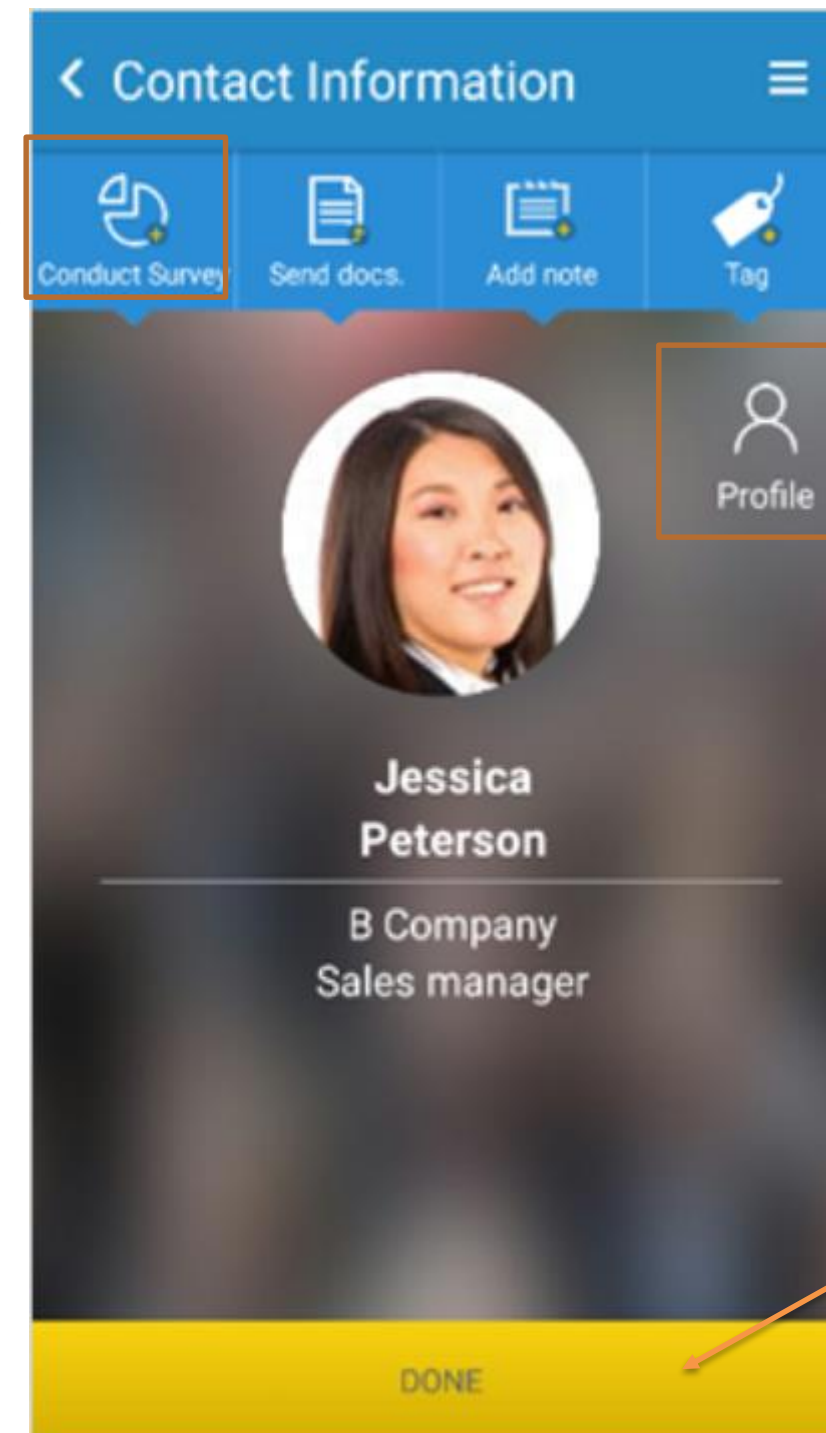 Contact Information
Conduct Survey
Send docs.
Add note
Tag
Profile
Jessica
Peterson
B Company
Sales manager
DONE